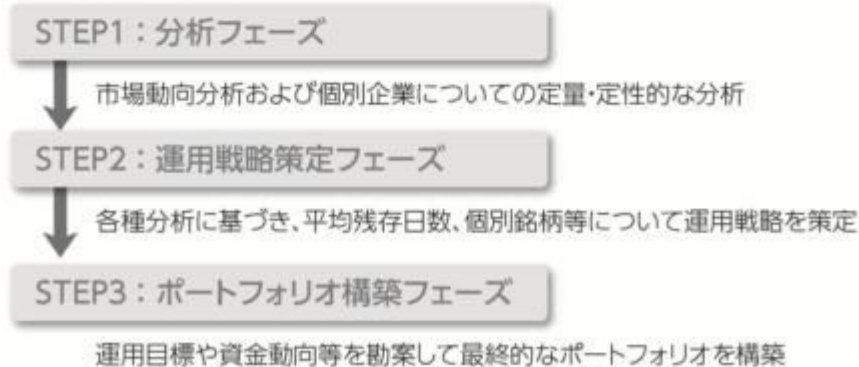 STEP1：分析フェーズ
市場動向分析および個別企業についての定量・定性的な分析
STEP2：運用戦略策定フェーズ
各種分析に基づき、平均残存日数、個別銘柄等について運用戦略を策定
STEP3：ポートフォリオ構築フェーズ
運用目標や資金動向等を勘案して最終的なポートフォリオを構築